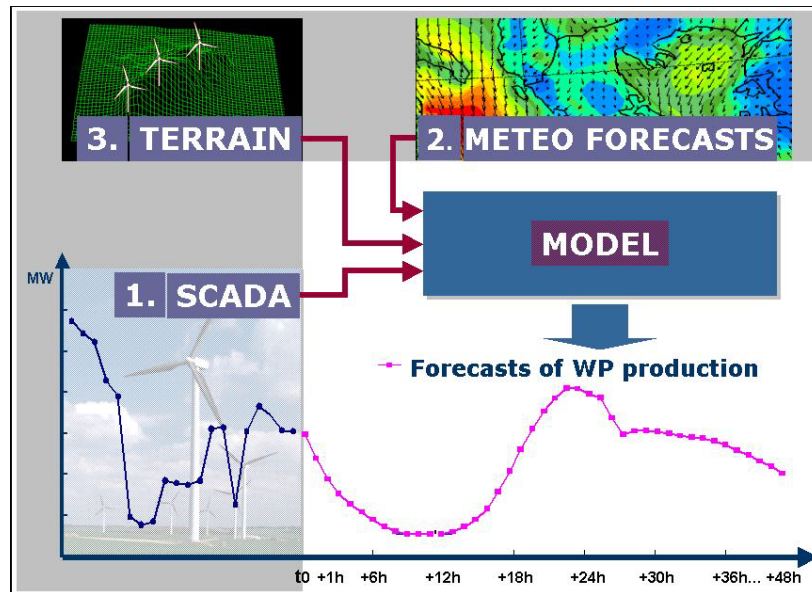 3. TERRAIN
2. METEO FORECASTS
MODEL
MW
1. SCADA
Forecasts of WP production
t0 +1h +6h +12h +18h +24h +30h +36h... +48h